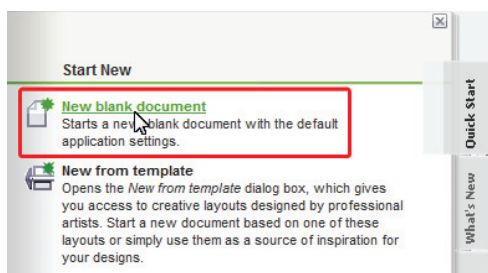 Start New
New blank document
Starts a new blank document with the default
application settings.
New from template
Opens the New from template dialog box, which gives
you access to creative layouts designed by professional
artists. Start a new document based on one of these
layouts or simply use them as a source of inspiration for
your designs.
Quick Start
What's New